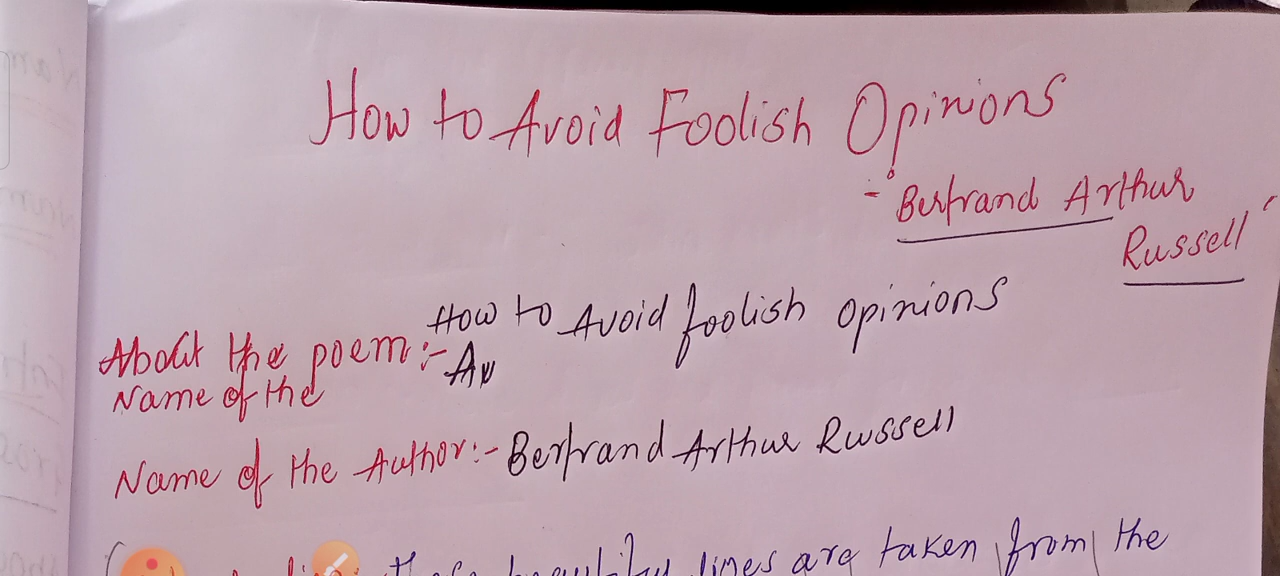 How to Avoid Foolish Opinions
- Bertrand Arthur
Russell
How to Avoid foolish opinions
About the poem:- Av
Name of the
Name of the Author:- Bertrand Arthur Russell
lines are taken from the